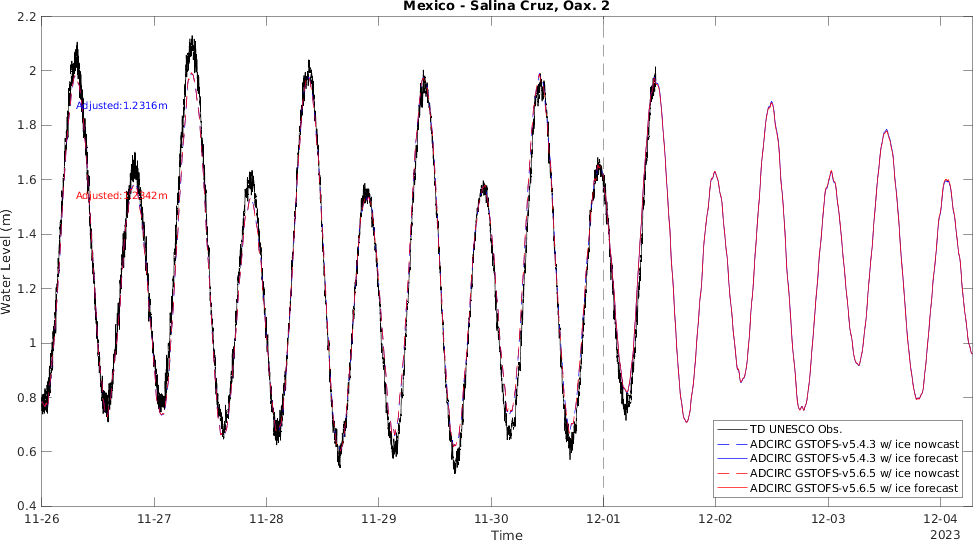 Mexico - Salina Cruz, Oax. 2
2.2
2
1.8
1.6
1.4
1.2
1
0.8
0.6
0.4
Water Level (m)
Adjusted:1.2316m
Adjusted:1.2342m
TD UNESCO Obs.
ADCIRC GSTOFS-v5.4.3 w/ ice nowcast
ADCIRC GSTOFS-v5.4.3 w/ ice forecast
ADCIRC GSTOFS-v5.6.5 w/ ice nowcast
ADCIRC GSTOFS-v5.6.5 w/ ice forecast
11-26 11-27 11-28 11-29 11-30 12-01 12-02 12-03 12-04
2023
Time